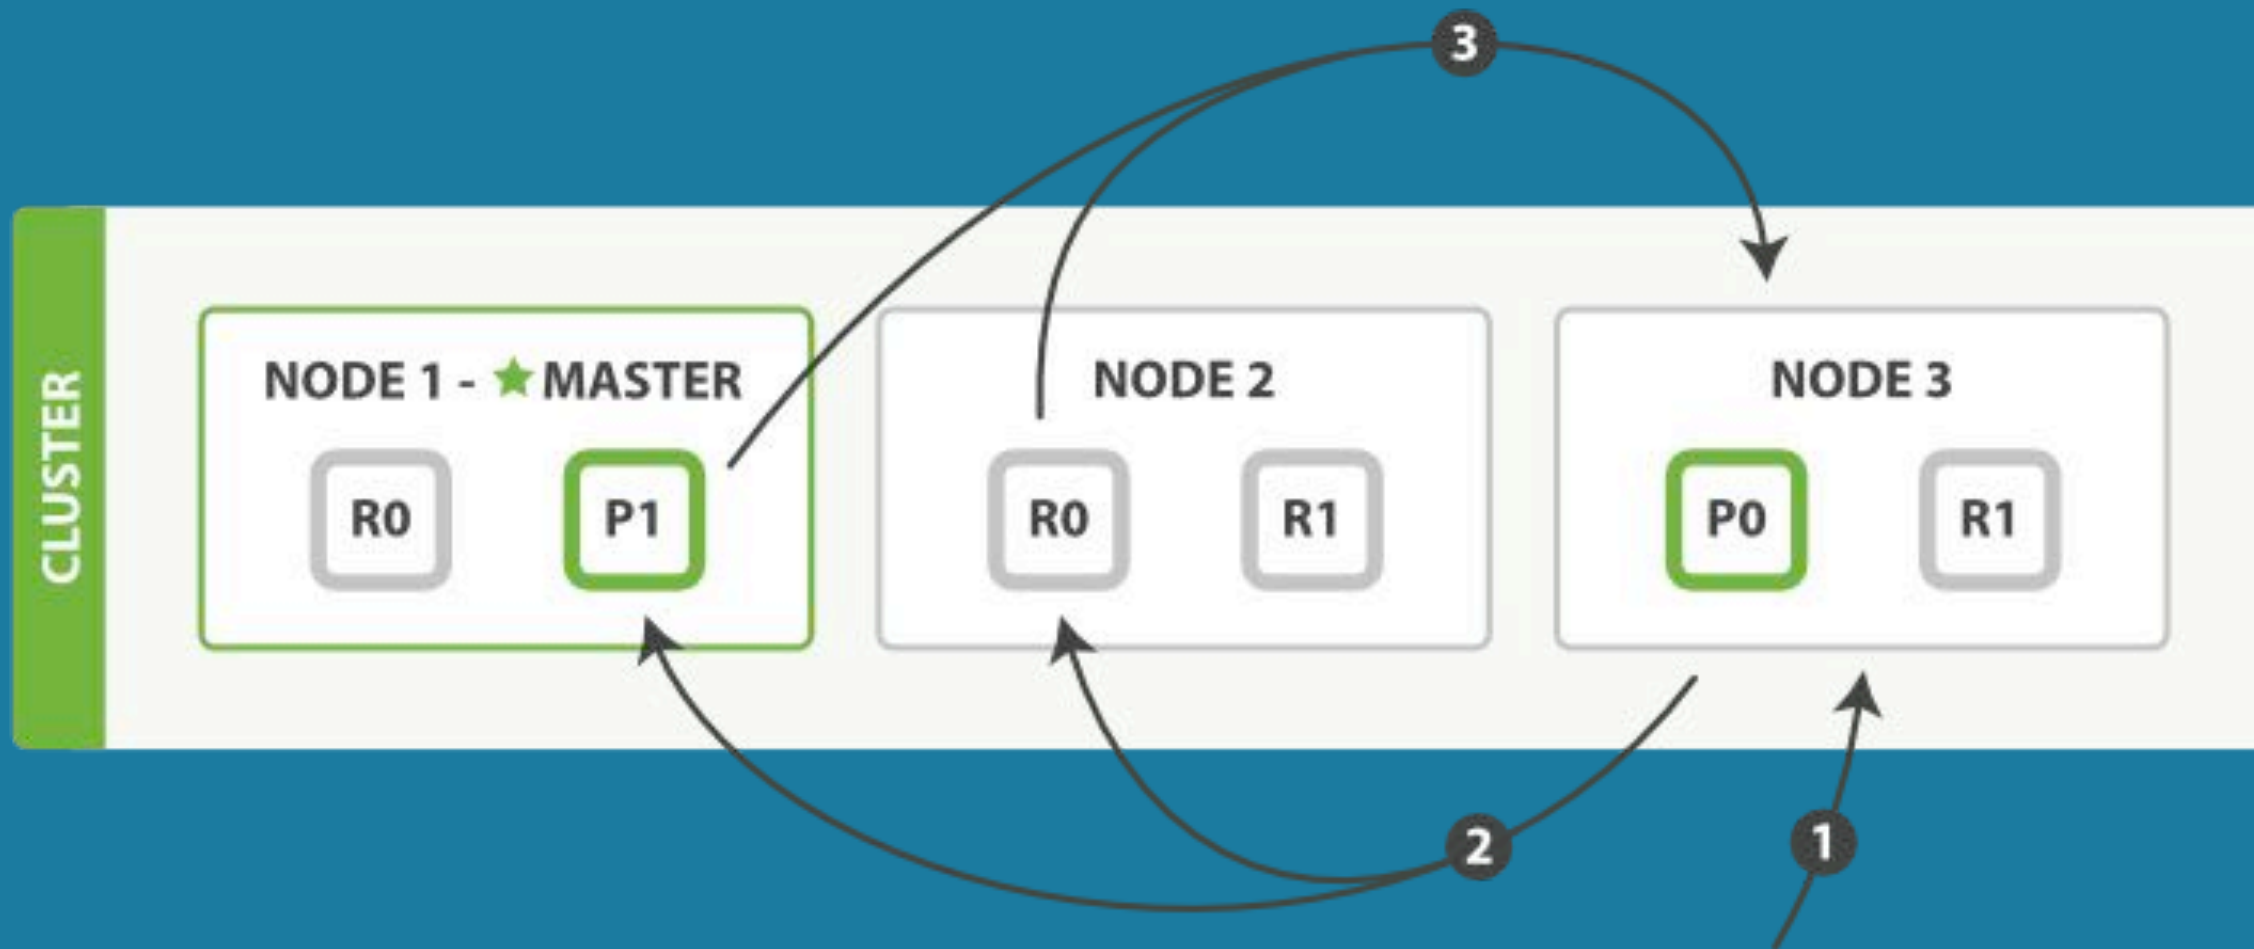 3
CLUSTER
NODE 1 - ★ MASTER
R0
P1
NODE 2
R0
R1
NODE 3
P0
R1
2
1